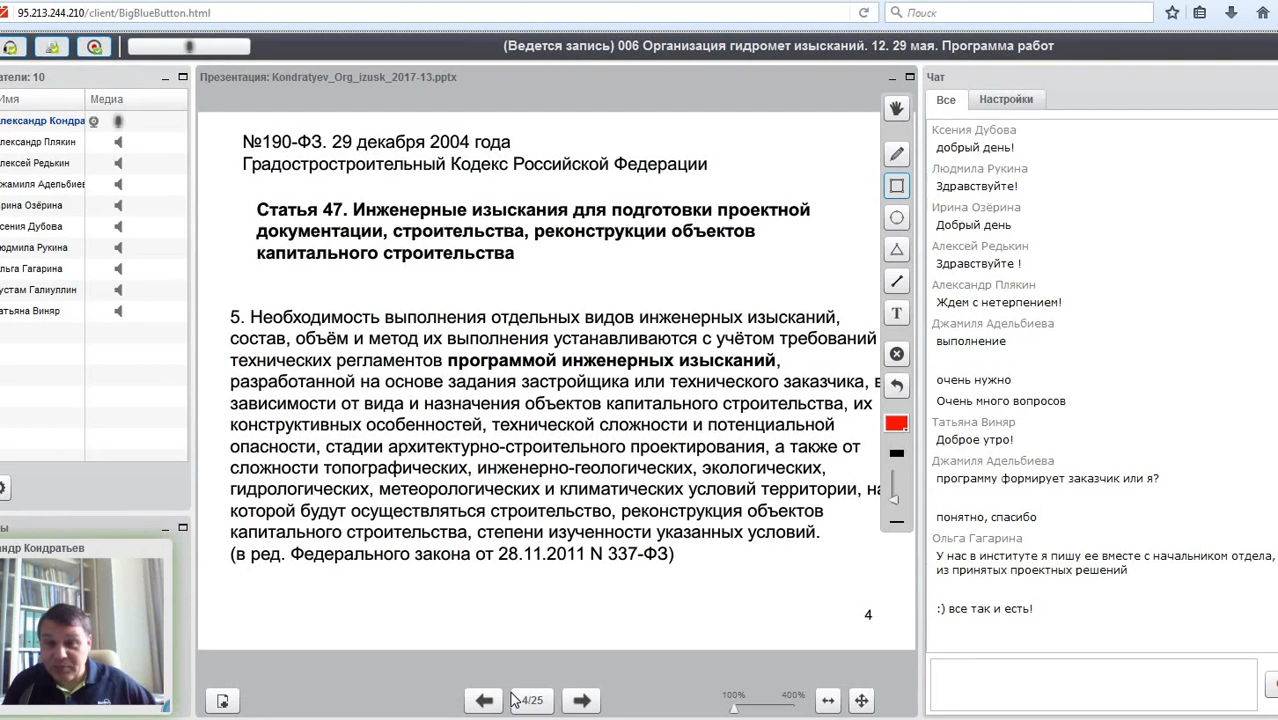 95.213.244.210/client/BigBlueButton.html
Поиск
(Ведется запись) 006 Организация гидромет изысканий. 12. 29 мая. Программа работ
атели: 10
Имя Медиа
лександр Кондра
лександр Плякин
лексей Редькин
жамиля Адельбиев
рина Озёрина
сения Дубова
юдмила Рукина
льга Гагарина
устам Галиуллин
атьяна Виняр
ндр Кондратьев
Презентация: Kondratyev_Org_izusk_2017-13.pptx
№190-ФЗ. 29 декабря 2004 года
Градостростроительный Кодекс Российской Федерации
Статья 47. Инженерные изыскания для подготовки проектной
документации, строительства, реконструкции объектов
капитального строительства
5. Необходимость выполнения отдельных видов инженерных изысканий,
состав, объём и метод их выполнения устанавливаются с учётом требований
технических регламентов программой инженерных изысканий,
разработанной на основе задания застройщика или технического заказчика, в
зависимости от вида и назначения объектов капитального строительства, их
конструктивных особенностей, технической сложности и потенциальной
опасности, стадии архитектурно-строительного проектирования, а также от
сложности топографических, инженерно-геологических, экологических,
гидрологических, метеорологических и климатических условий территории, на
которой будут осуществляться строительство, реконструкция объектов
капитального строительства, степени изученности указанных условий.
(в ред. Федерального закона от 28.11.2011 N 337-ФЗ)
4
T
4/25
100% 400%
Чат
Все Настройки
Ксения Дубова
добрый день!
Людмила Рукина
Здравствуйте!
Ирина Озёрина
Добрый день
Алексей Редькин
Здравствуйте !
Александр Плякин
Ждем с нетерпением!
Джамиля Адельбиева
выполнение
очень нужно
Очень много вопросов
Татьяна Виняр
Доброе утро!
Джамиля Адельбиева
программу формирует заказчик или я?
понятно, спасибо
Ольга Гагарина
У нас в институте я пишу ее вместе с начальником отдела,
из принятых проектных решений
:) все так и есть!